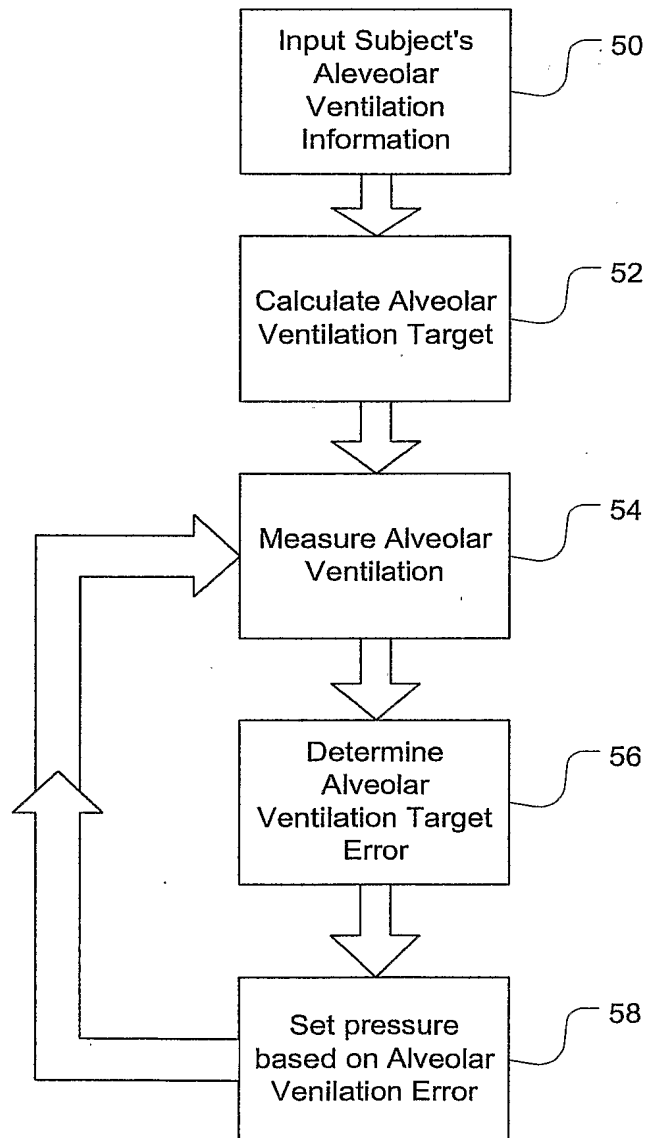 Input Subject's
Aleveolar
Ventilation
Information
50
Calculate Alveolar
Ventilation Target
52
Measure Alveolar
Ventilation
54
Determine
Alveolar
Ventilation Target
Error
56
Set pressure
based on Alveolar
Venilation Error
58